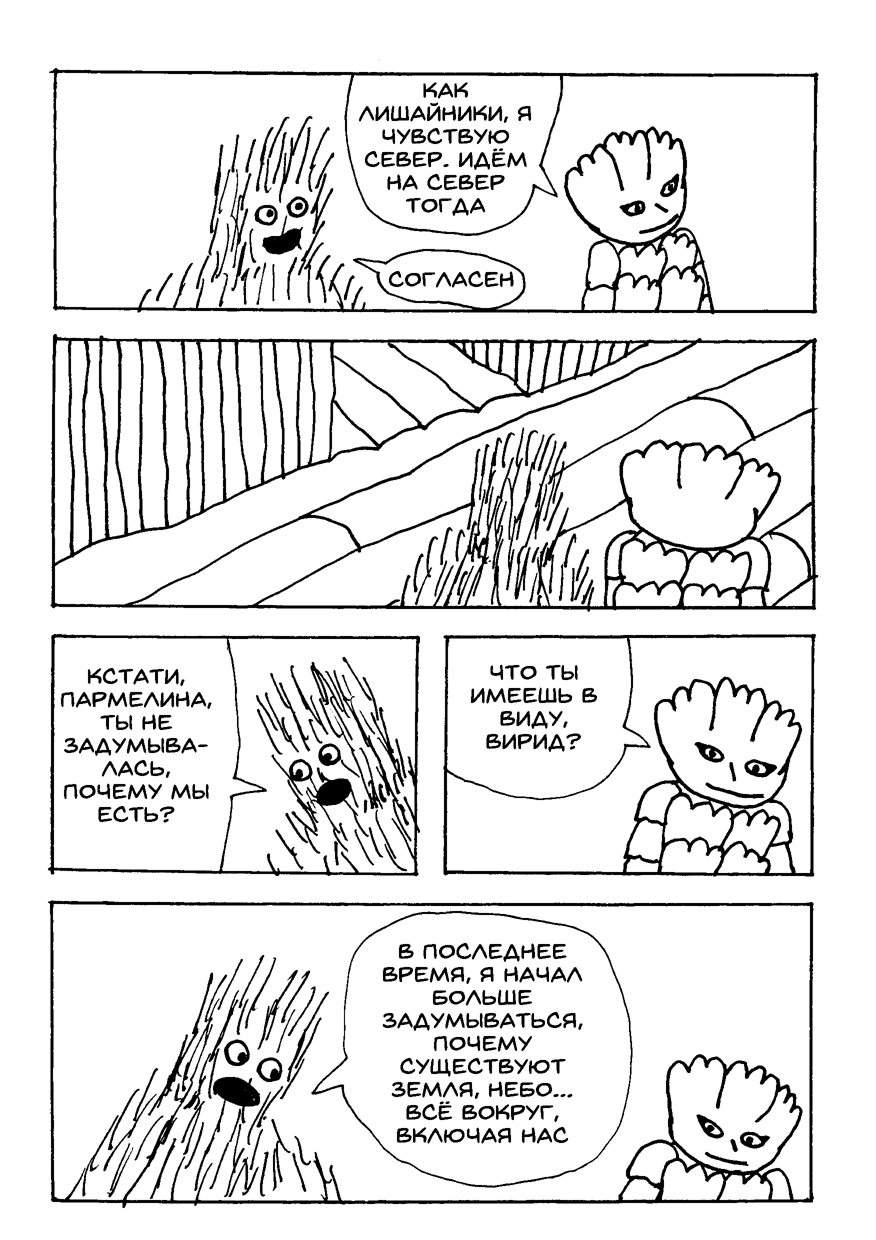 КАК
ЛИШАЙНИКИ, Я
ЧУВСТВУЮ
СЕВЕР. ИДЁМ
НА СЕВЕР
ТОГДА
СОГЛАСЕН
КСТАТИ,
ПАРМЕЛИНА,
ТЫ НЕ
ЗАДУМЫВА-
ЛАСЬ,
ПОЧЕМУ МЫ
ЕСТЬ?
ЧТО ТЫ
ИМЕЕШЬ В
ВИДУ,
ВИРИД?
В ПОСЛЕДНЕЕ
ВРЕМЯ, Я НАЧАЛ
БОЛЬШЕ
ЗАДУМЫВАТЬСЯ,
ПОЧЕМУ
СУЩЕСТВУЮТ
ЗЕМЛЯ, НЕБО...
ВСЁ ВОКРУГ,
ВКЛЮЧАЯ НАС